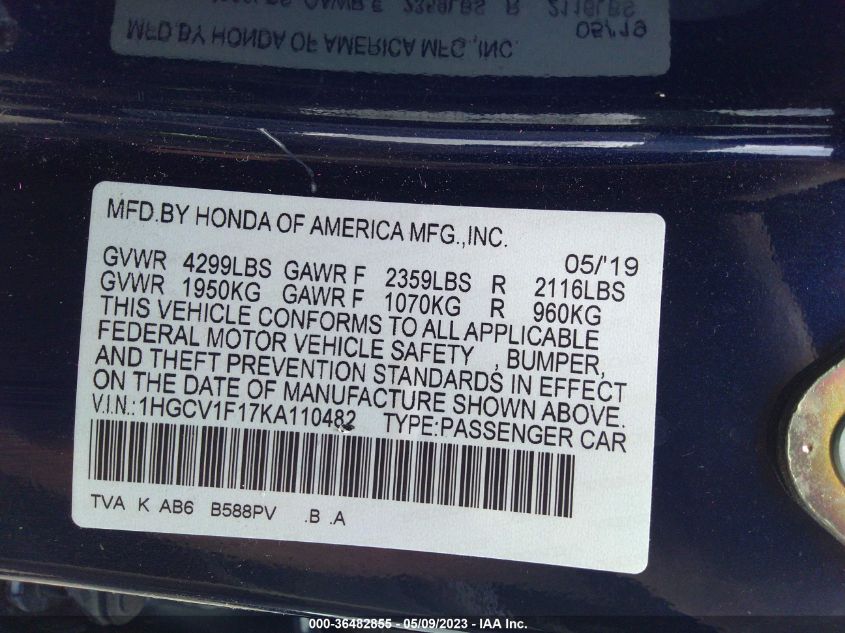 MFD.BY HONDA OF AMERICA MFG.,INC. 05/'19
GVWR 4299LBS GAWR F 2359LBS R 2116LBS
GVWR 1950KG GAWR F 1070KG R 960KG
THIS VEHICLE CONFORMS TO ALL APPLICABLE
FEDERAL MOTOR VEHICLE SAFETY , BUMPER,
AND THEFT PREVENTION STANDARDS IN EFFECT
ON THE DATE OF MANUFACTURE SHOWN ABOVE.
V.I.N.:1HGCV1F17KA110482 TYPE:PASSENGER CAR
TVA K AB6 B588PV .B .A
000-36482855 - 05/09/2023 - IAA Inc.